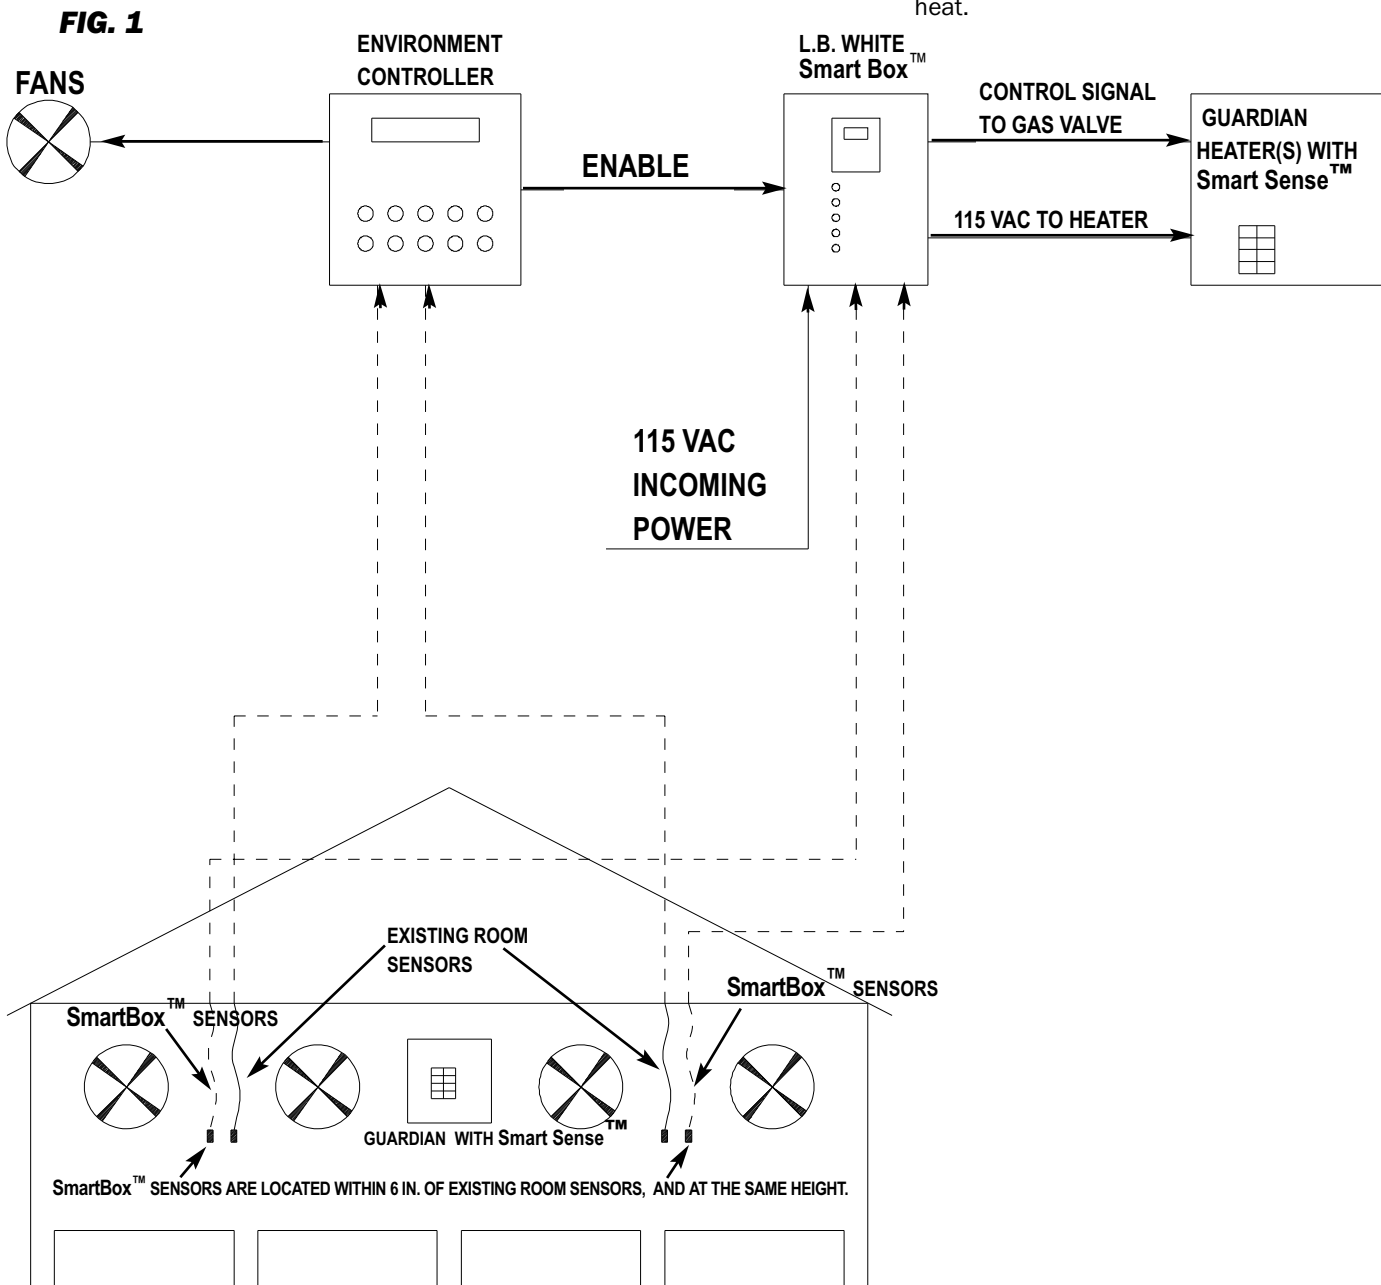 heat.
FIG. 1
ENVIRONMENT
CONTROLLER
L.B. WHITE
Smart Box™
FANS
CONTROL SIGNAL
TO GAS VALVE
GUARDIAN
HEATER(S) WITH
Smart Sense™
ENABLE
115 VAC TO HEATER
115 VAC
INCOMING
POWER
EXISTING ROOM
SENSORS
SmartBox™ SENSORS
SmartBox™ SENSORS
GUARDIAN WITH Smart Sense™
SmartBox™ SENSORS ARE LOCATED WITHIN 6 IN. OF EXISTING ROOM SENSORS, AND AT THE SAME HEIGHT.